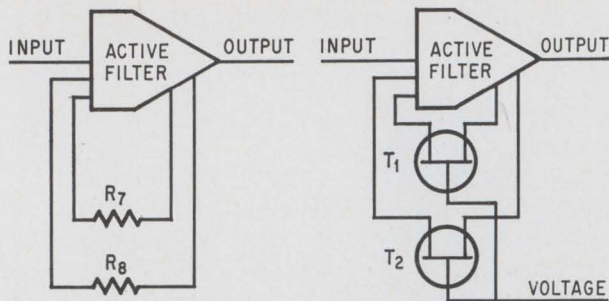 INPUT
ACTIVE FILTER
OUTPUT
R7
R8
INPUT
ACTIVE FILTER
OUTPUT
T1
T2
VOLTAGE